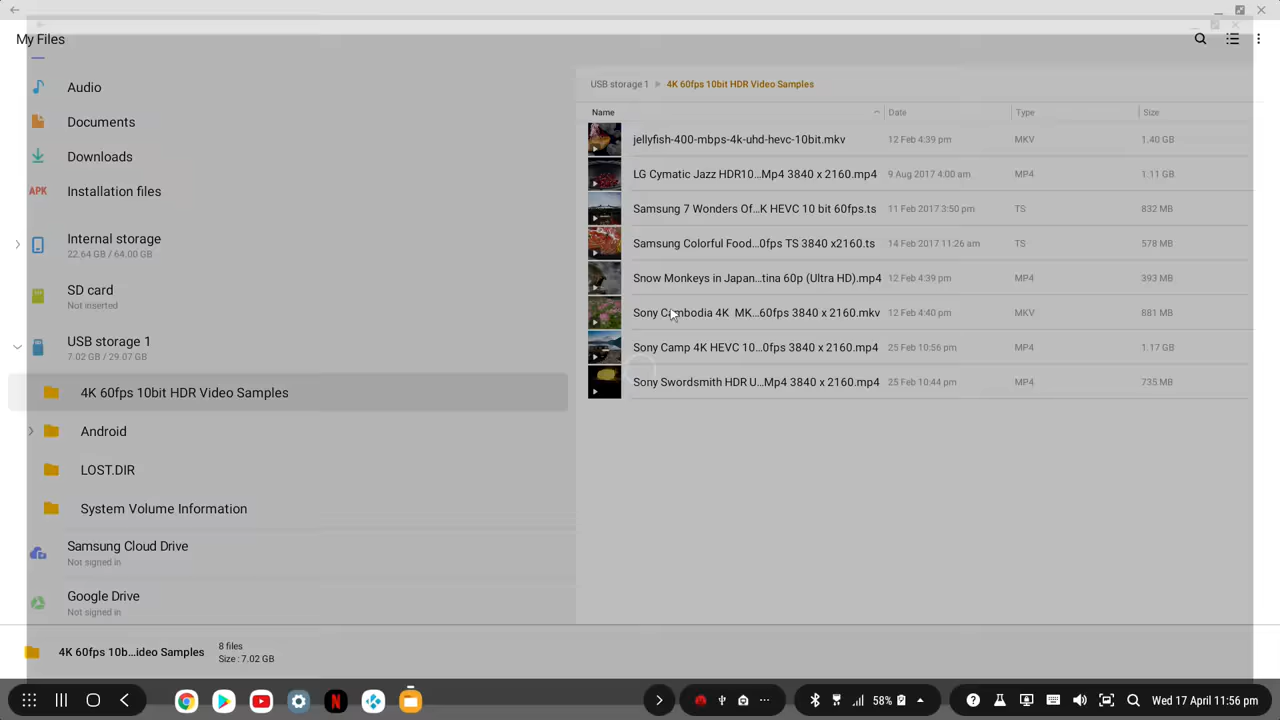 My Files
Audio
Documents
Downloads
APK Installation files
Internal storage
22.64 GB / 64.00 GB
SD card
Not inserted
USB storage 1
7.02 GB / 29.07 GB
4K 60fps 10bit HDR Video Samples
Android
LOST.DIR
System Volume Information
Samsung Cloud Drive
Not signed in
Google Drive
Not signed in
USB storage 1 4K 60fps 10bit HDR Video Samples
Name Date Type Size
jellyfish-400-mbps-4k-uhd-hevc-10bit.mkv 12 Feb 4:39 pm MKV 1.40 GB
LG Cymatic Jazz HDR10...Mp4 3840 x 2160.mp4 9 Aug 2017 4:00 am MP4 1.11 GB
Samsung 7 Wonders Of...K HEVC 10 bit 60fps.ts 11 Feb 2017 3:50 pm TS 832 MB
Samsung Colorful Food...0fps TS 3840 x2160.ts 14 Feb 2017 11:26 am TS 578 MB
Snow Monkeys in Japan...tina 60p (Ultra HD).mp4 12 Feb 4:39 pm MP4 393 MB
Sony Cambodia 4K MK...60fps 3840 x 2160.mkv 12 Feb 4:40 pm MKV 881 MB
Sony Camp 4K HEVC 10...0fps 3840 x 2160.mp4 25 Feb 10:56 pm MP4 1.17 GB
Sony Swordsmith HDR U...Mp4 3840 x 2160.mp4 25 Feb 10:44 pm MP4 735 MB
4K 60fps 10b...ideo Samples
8 files
Size : 7.02 GB
N
58%
Wed 17 April 11:56 pm